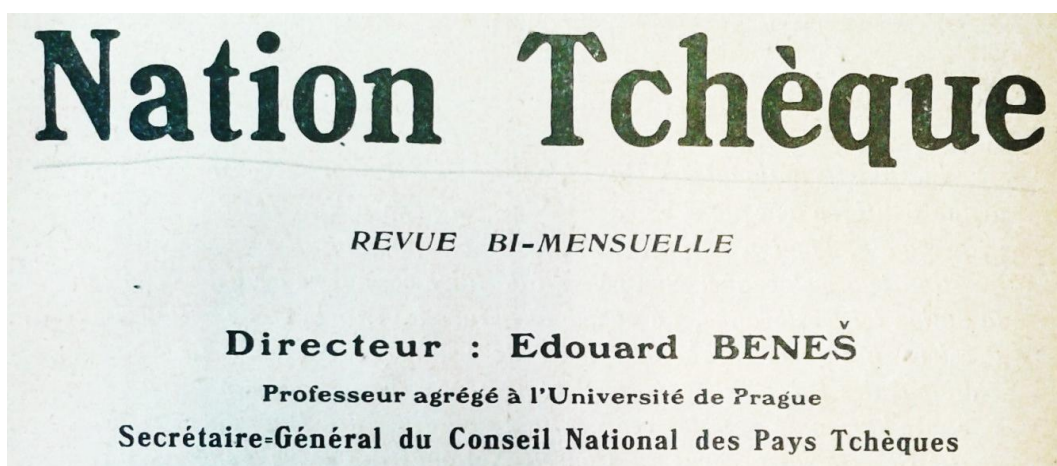 Nation Tchèque
REVUE BI-MENSUELLE
Directeur : Edouard BENEŠ
Professeur agrégé à l'Université de Prague
Secrétaire-Général du Conseil National des Pays Tchèques